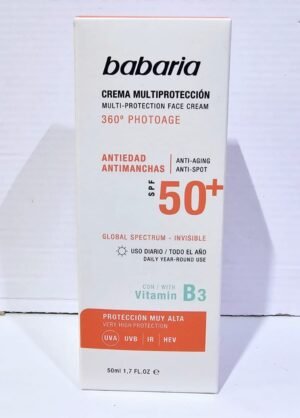 babaria
CREMA MULTIPROTECCIÓN
MULTI-PROTECTION FACE CREAM
360º PHOTOAGE
ANTIEDAD
ANTIMANCHAS
ANTI-AGING
ANTI-SPOT
SPF 50+
GLOBAL SPECTRUM - INVISIBLE
USO DIARIO / TODO EL AÑO
DAILY YEAR-ROUND USE
CON / WITH
Vitamin B3
PROTECCIÓN MUY ALTA
VERY HIGH PROTECTION
UVA UVB IR HEV
50ml 1,7 FL.OZ e